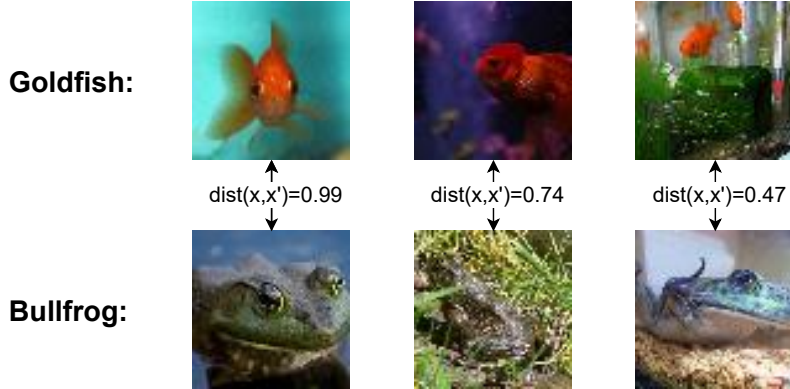 Goldfish:
dist(x,x')=0.99
dist(x,x')=0.74
dist(x,x')=0.47
Bullfrog: